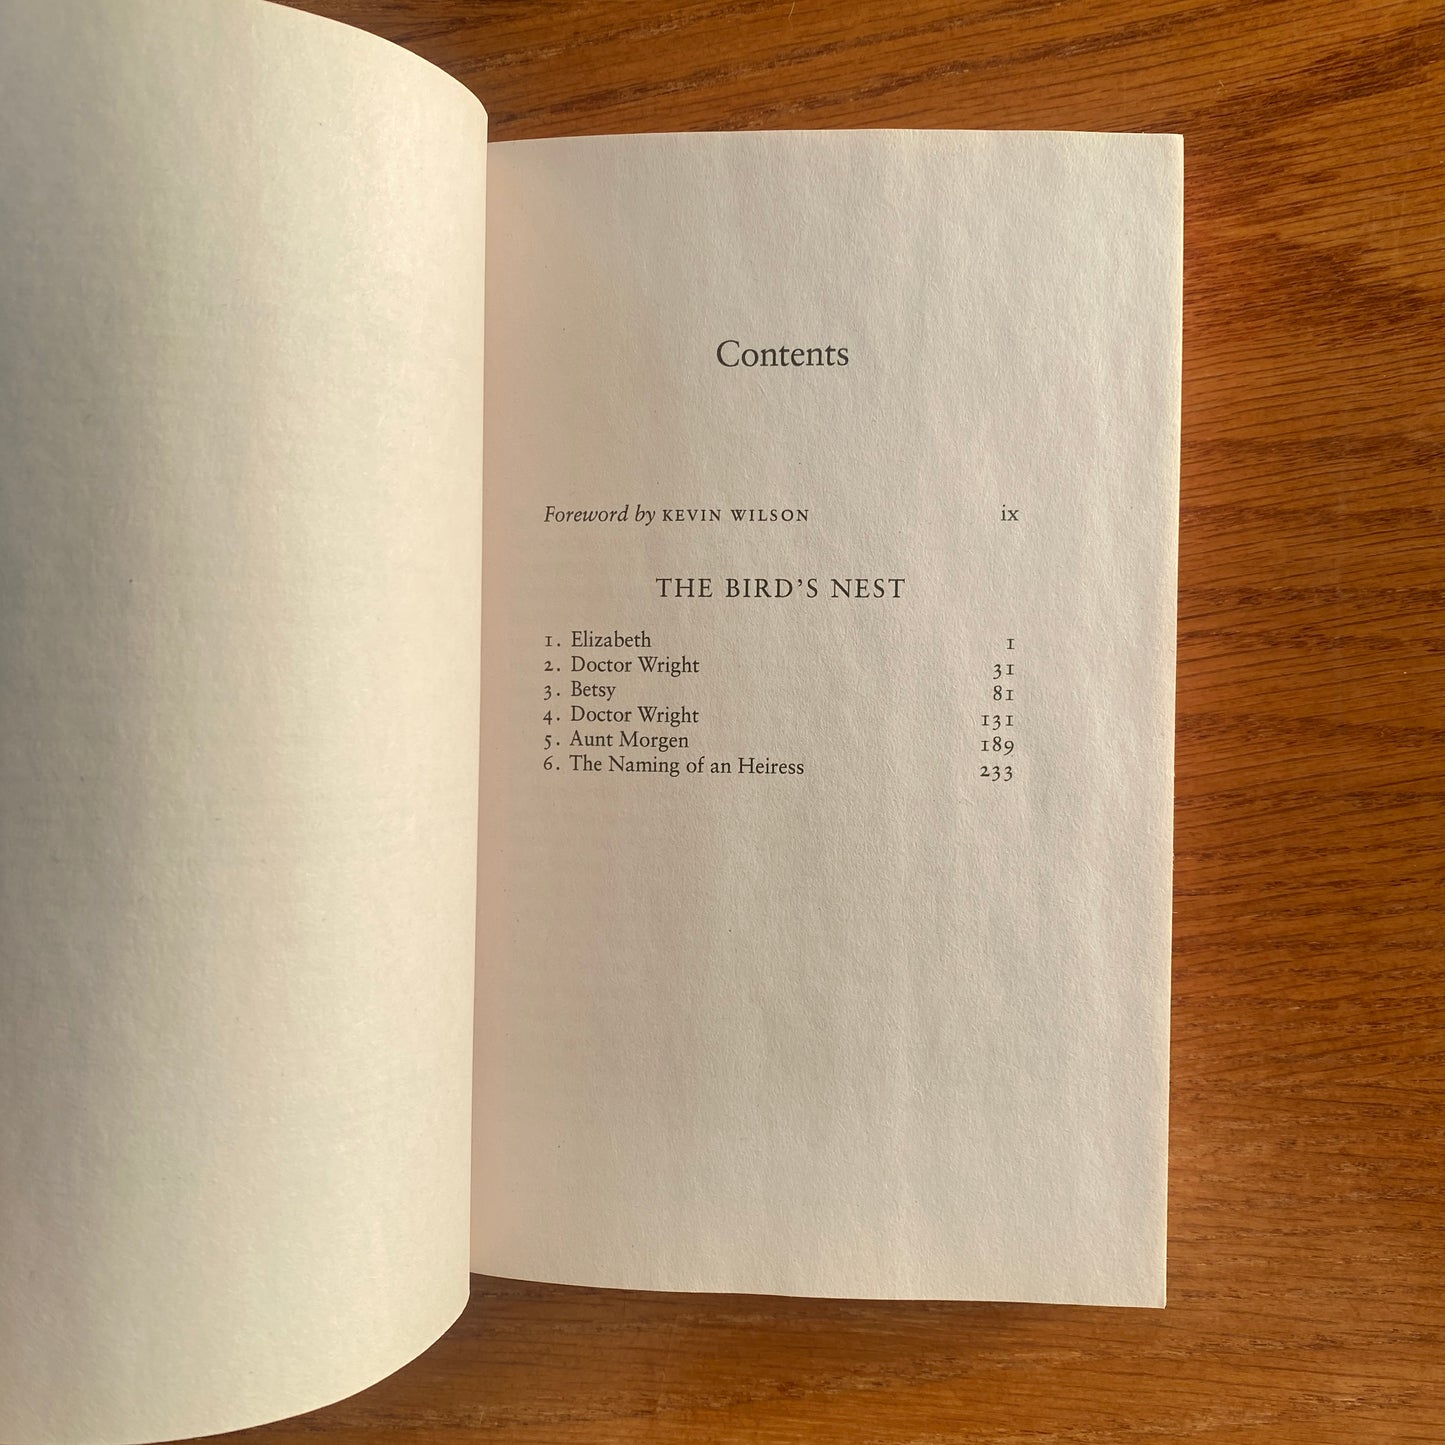 Contents
Foreword by KEVIN WILSON ix
THE BIRD’S NEST
1. Elizabeth 1
2. Doctor Wright 31
3. Betsy 81
4. Doctor Wright 131
5. Aunt Morgen 189
6. The Naming of an Heiress 233